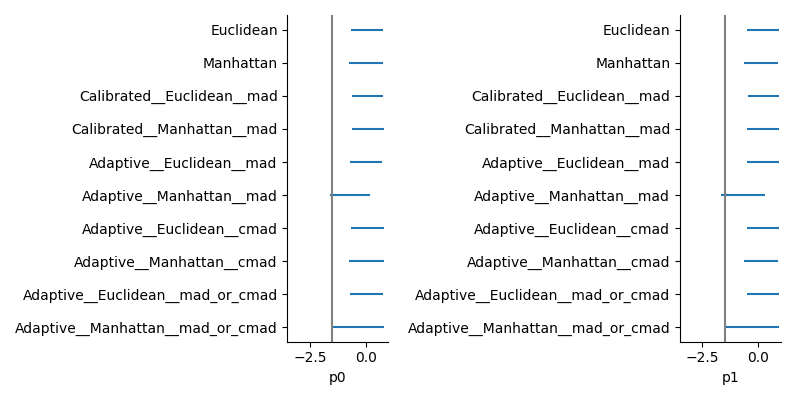 Euclidean
Manhattan
Calibrated__Euclidean__mad
Calibrated__Manhattan__mad
Adaptive__Euclidean__mad
Adaptive__Manhattan__mad
Adaptive__Euclidean__cmad
Adaptive__Manhattan__cmad
Adaptive__Euclidean__mad_or_cmad
Adaptive__Manhattan__mad_or_cmad
−2.5 0.0
p0
Euclidean
Manhattan
Calibrated__Euclidean__mad
Calibrated__Manhattan__mad
Adaptive__Euclidean__mad
Adaptive__Manhattan__mad
Adaptive__Euclidean__cmad
Adaptive__Manhattan__cmad
Adaptive__Euclidean__mad_or_cmad
Adaptive__Manhattan__mad_or_cmad
−2.5 0.0
p1